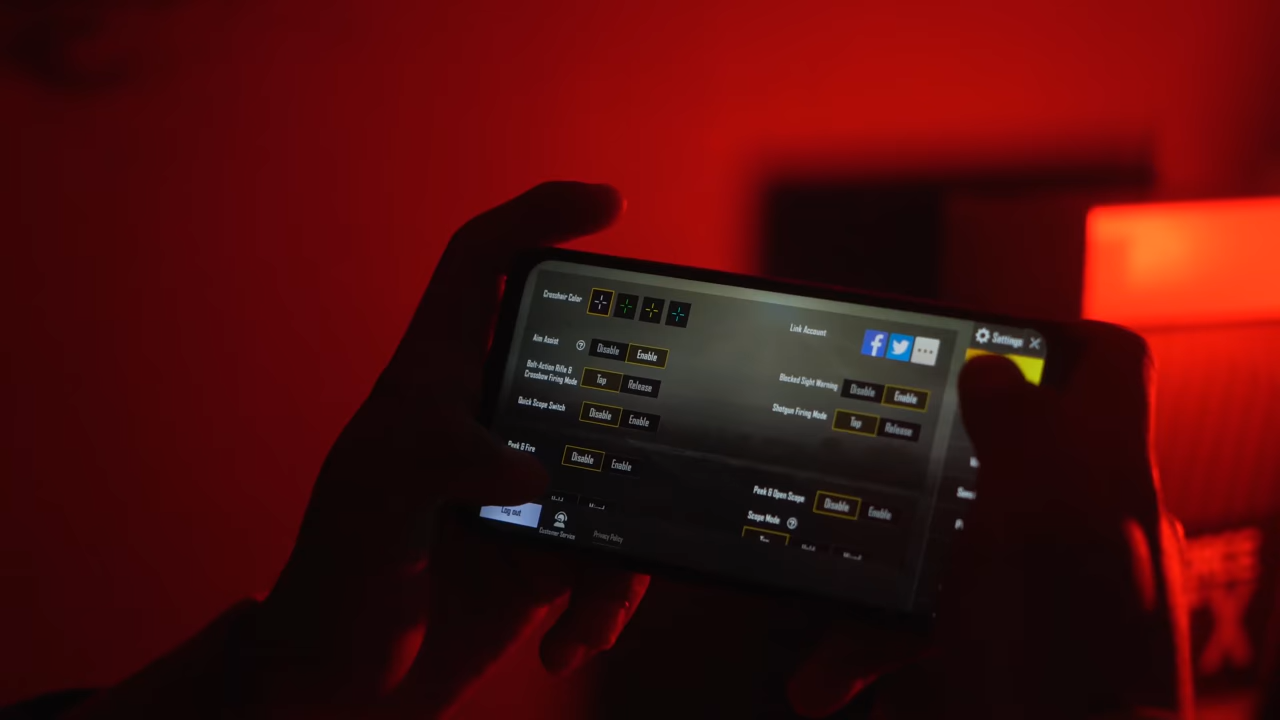 Crosshair Color
Link Account
Settings
Aim Assist
Disable Enable
Bolt-Action Rifle &
Crossbow Firing Mode
Tap Release
Blocked Sight Warning
Disable Enable
Quick Scope Switch
Disable Enable
Shotgun Firing Mode
Tap Release
Peek & Fire
Disable Enable
Peek & Open Scope
Disable Enable
Scope Mode
Tap
Log out
Customer Service
Privacy Policy